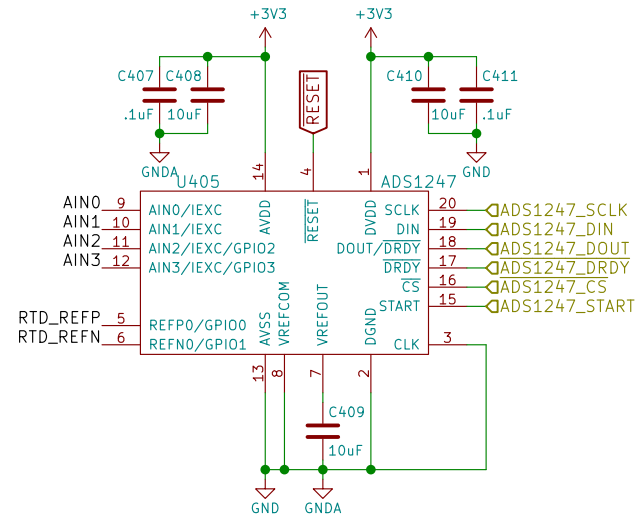 +3V3
+3V3
C407
C408
C410
C411
.1uF
10uF
10uF
.1uF
RESET
GNDA
GND
U405
ADS1247
14
4
1
AIN0
9
AIN0/IEXC
AVDD
RESET
DVDD
SCLK
20
ADS1247_SCLK
AIN1
10
AIN1/IEXC
DIN
19
ADS1247_DIN
AIN2
11
AIN2/IEXC/GPIO2
DOUT/DRDY
18
ADS1247_DOUT
AIN3
12
AIN3/IEXC/GPIO3
DRDY
17
ADS1247_DRDY
CS
16
ADS1247_CS
START
15
ADS1247_START
RTD_REFP
5
REFP0/GPIO0
RTD_REFN
6
REFN0/GPIO1
AVSS
VREFCOM
VREFOUT
DGND
CLK
3
13
8
7
2
C409
10uF
GND
GNDA